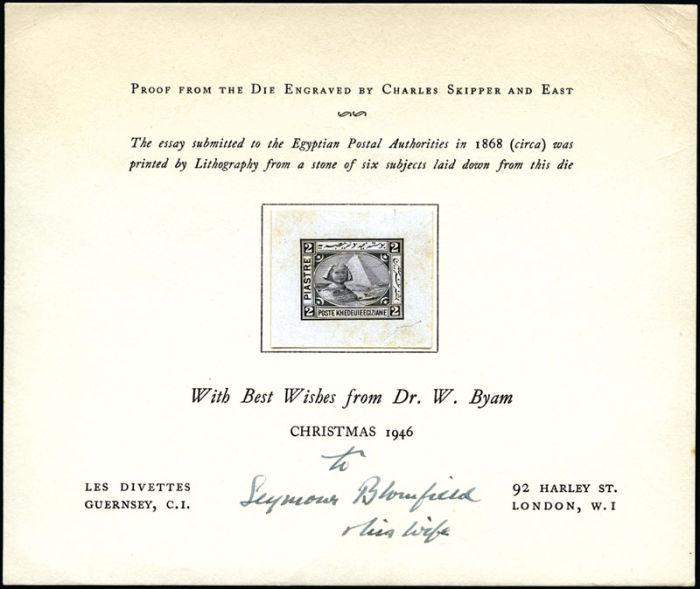 PROOF FROM THE DIE ENGRAVED BY CHARLES SKIPPER AND EAST
The essay submitted to the Egyptian Postal Authorities in 1868 (circa) was
printed by Lithography from a stone of six subjects laid down from this die
2 2
PIASTRE
2 POSTE KHEDEUIEEGIZIANE 2
With Best Wishes from Dr. W. Byam
CHRISTMAS 1946
to
Seymour Blomfield
& his wife
LES DIVETTES
GUERNSEY, C.I.
92 HARLEY ST.
LONDON, W.I